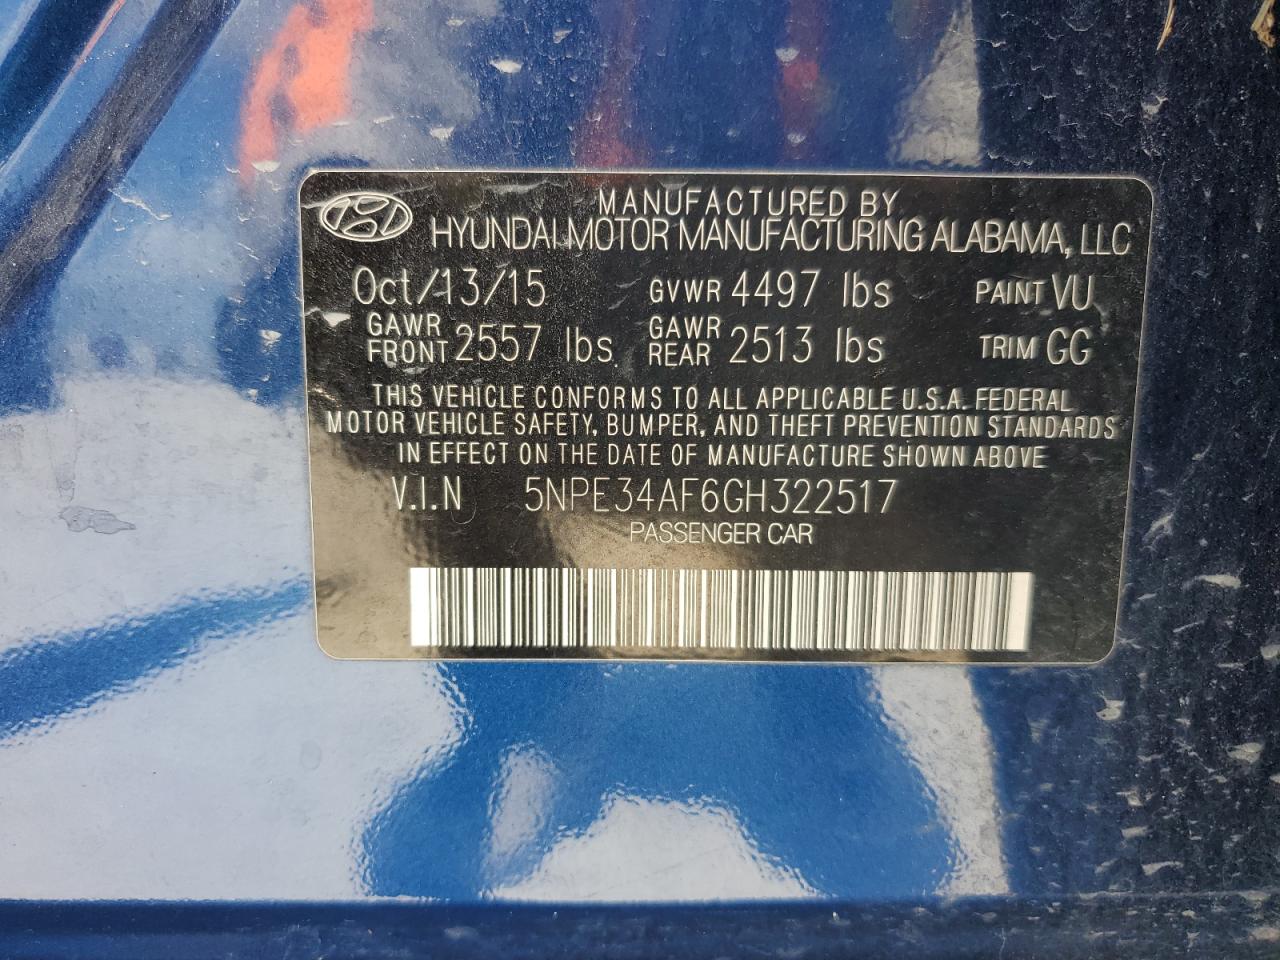 MANUFACTURED BY
HYUNDAI MOTOR MANUFACTURING ALABAMA, LLC
Oct/13/15 GVWR 4497 lbs PAINT VU
GAWR FRONT 2557 lbs GAWR REAR 2513 lbs TRIM GG
THIS VEHICLE CONFORMS TO ALL APPLICABLE U.S.A. FEDERAL
MOTOR VEHICLE SAFETY, BUMPER, AND THEFT PREVENTION STANDARDS
IN EFFECT ON THE DATE OF MANUFACTURE SHOWN ABOVE
V.I.N 5NPE34AF6GH322517
PASSENGER CAR